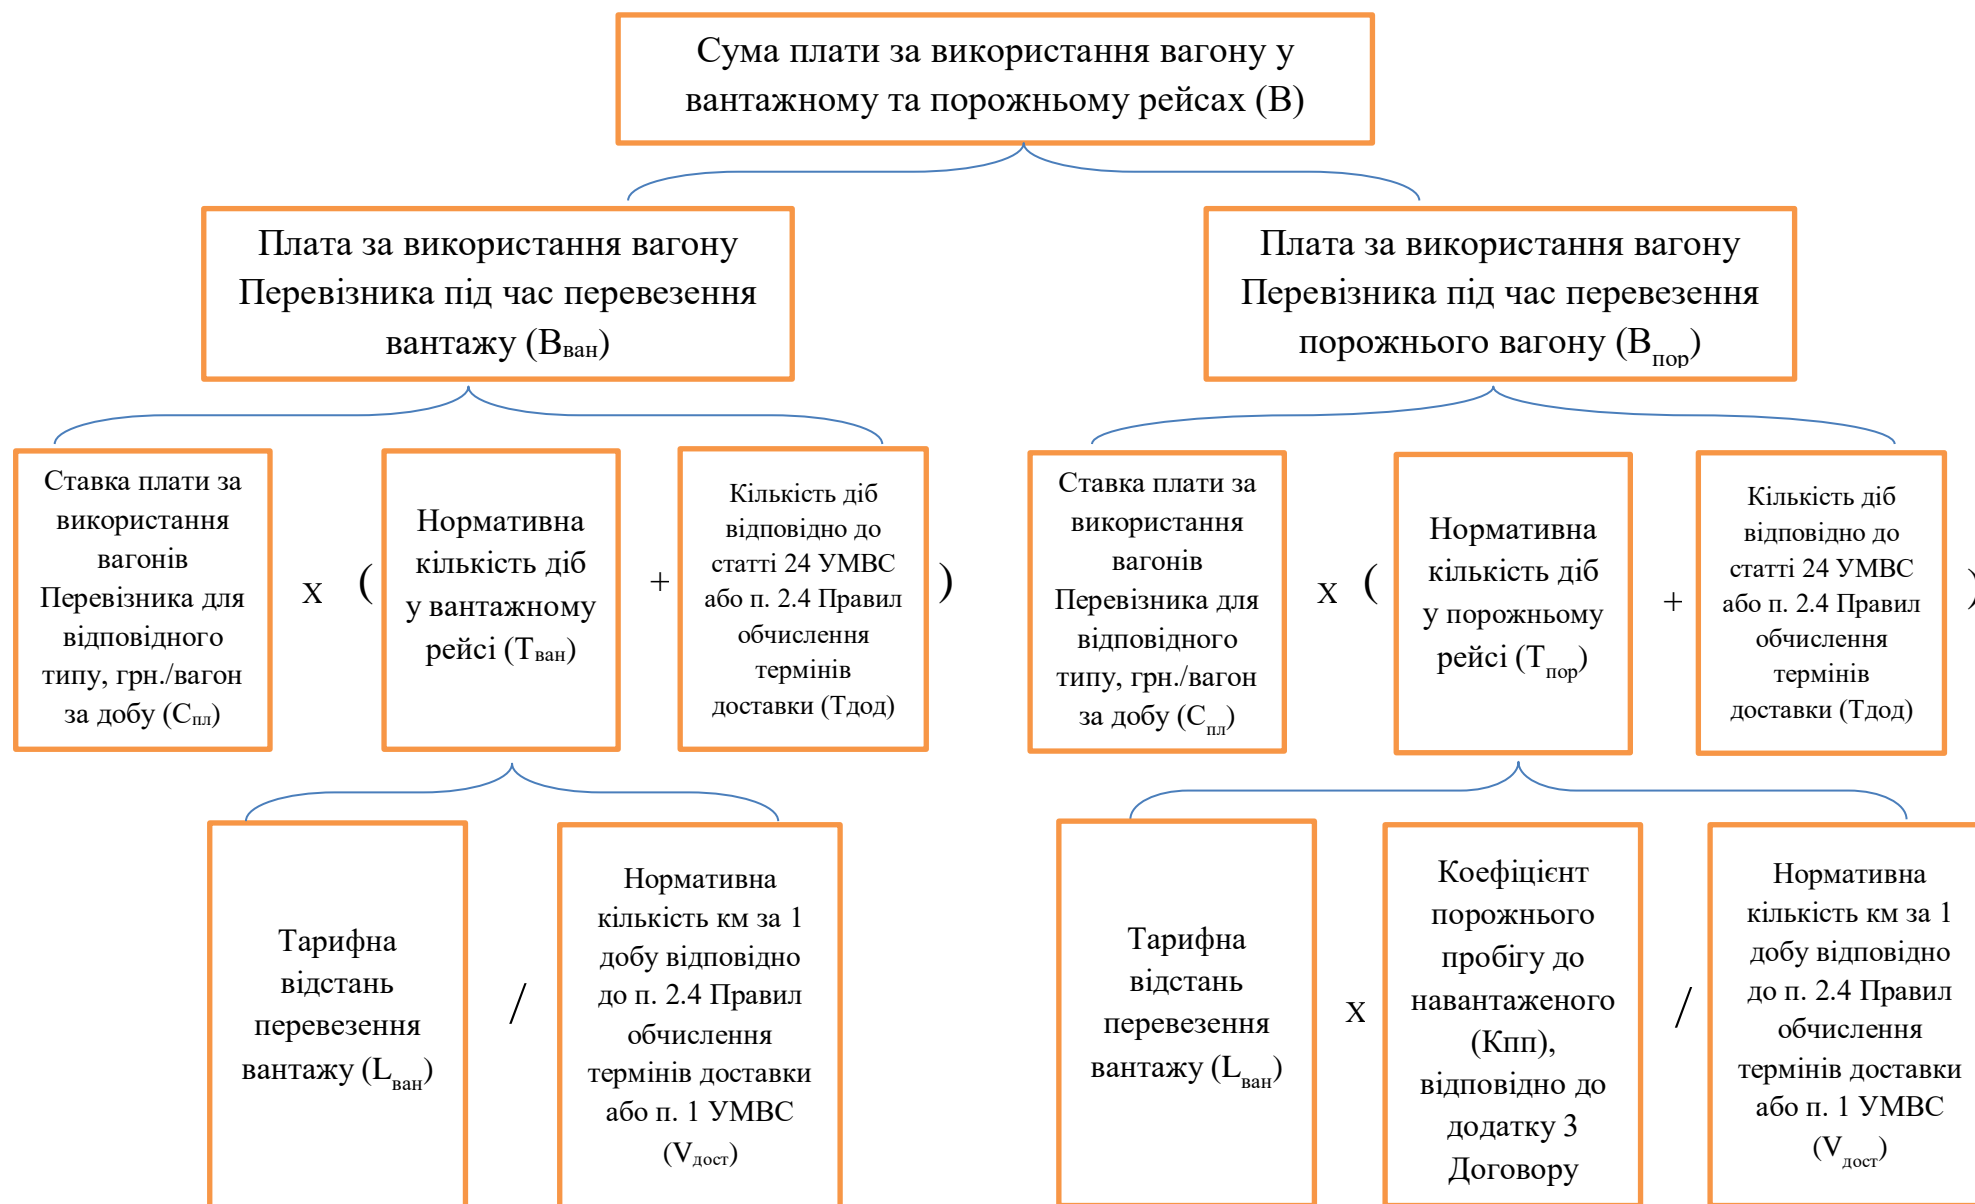 Сума плати за використання вагону у
вантажному та порожньому рейсах (В)
Плата за використання вагону
Перевізника під час перевезення
вантажу (Вван)
Плата за використання вагону
Перевізника під час перевезення
порожнього вагону (Впор)
Ставка плати за
використання
вагонів
Перевізника для
відповідного
типу, грн./вагон
за добу (Спл)
х
(
Нормативна
кількість діб
у вантажному
рейсі (Тван)
+
Кількість діб
відповідно до
статті 24 УМВС
або п. 2.4 Правил
обчислення
термінів
доставки (Тдод)
)
Ставка плати за
використання
вагонів
Перевізника для
відповідного
типу, грн./вагон
за добу (Спл)
х
(
Нормативна
кількість діб
у порожньому
рейсі (Тпор)
+
Кількість діб
відповідно до
статті 24 УМВС
або п. 2.4 Правил
обчислення
термінів
доставки (Тдод)
)
Тарифна
відстань
перевезення
вантажу (Lван)
/
Нормативна
кількість км за 1
добу відповідно
до п. 2.4 Правил
обчислення
термінів доставки
або п. 1 УМВС
(Vдост)
Тарифна
відстань
перевезення
вантажу (Lван)
х
Коефіцієнт
порожнього
пробігу до
навантаженого
(Кпп),
відповідно до
додатку 3
Договору
/
Нормативна
кількість км за 1
добу відповідно
до п. 2.4 Правил
обчислення
термінів доставки
або п. 1 УМВС
(Vдост)